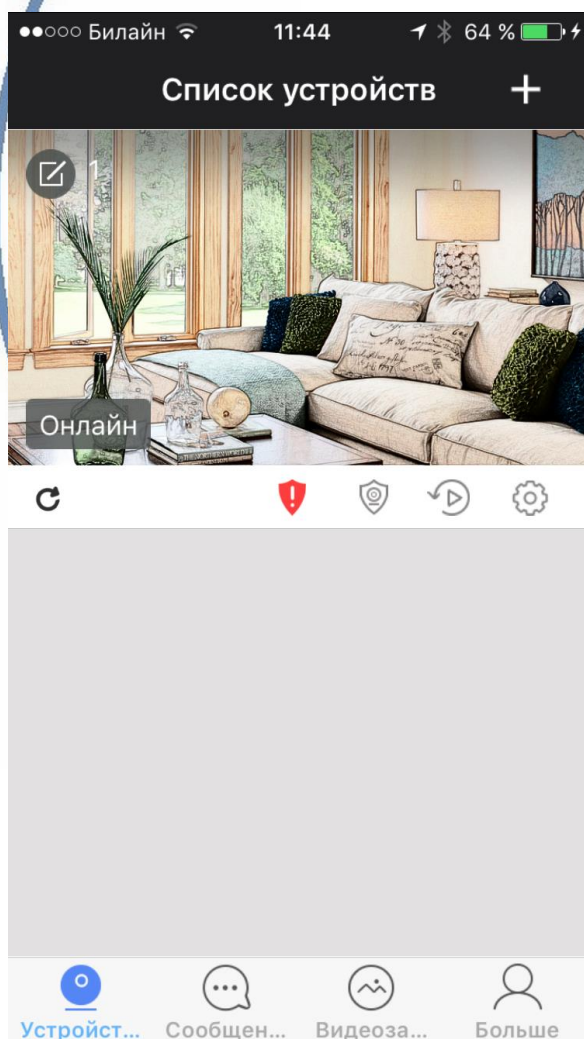 Билайн 11:44 64 %
Список устройств
1
Онлайн
Устройст... Сообщен... Видеоза... Больше